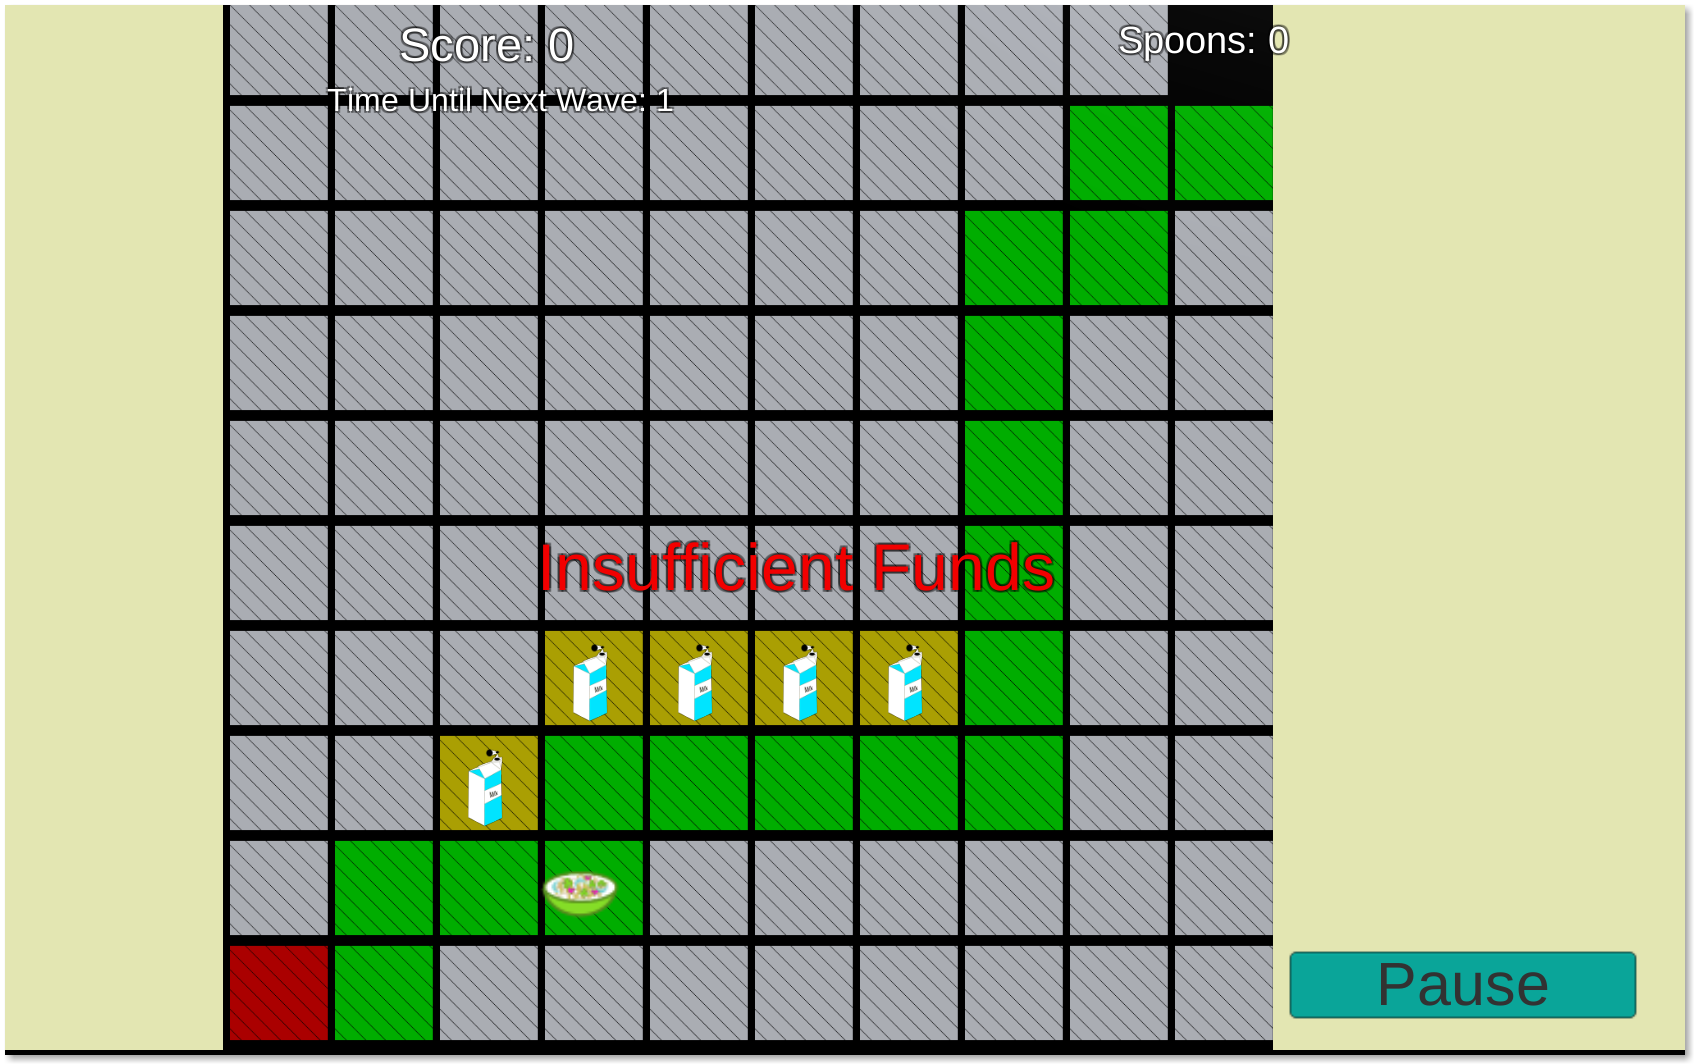 Score: 0
Spoons: 0
Time Until Next Wave: 1
Insufficient Funds
Pause